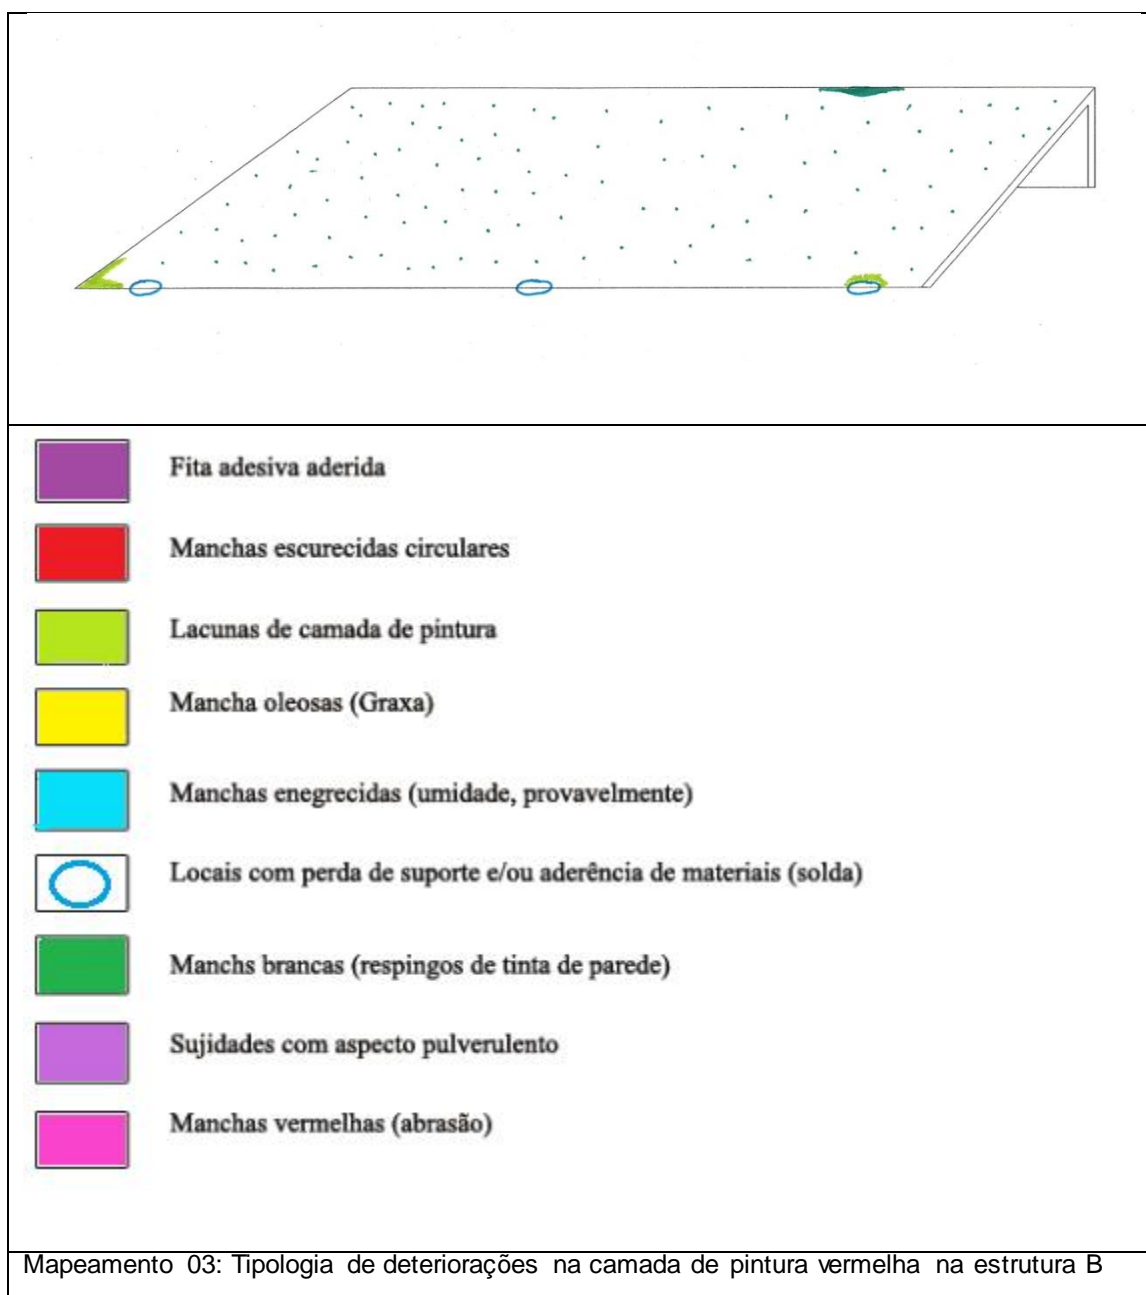 Fita adesiva aderida
Manchas escurecidas circulares
Lacunas de camada de pintura
Mancha oleosas (Graxa)
Manchas enegrecidas (umidade, provavelmente)
Locais com perda de suporte e/ou aderência de materiais (solda)
Manchs brancas (respingos de tinta de parede)
Sujidades com aspecto pulverulento
Manchas vermelhas (abrasão)
Mapeamento 03: Tipologia de deteriorações na camada de pintura vermelha na estrutura B